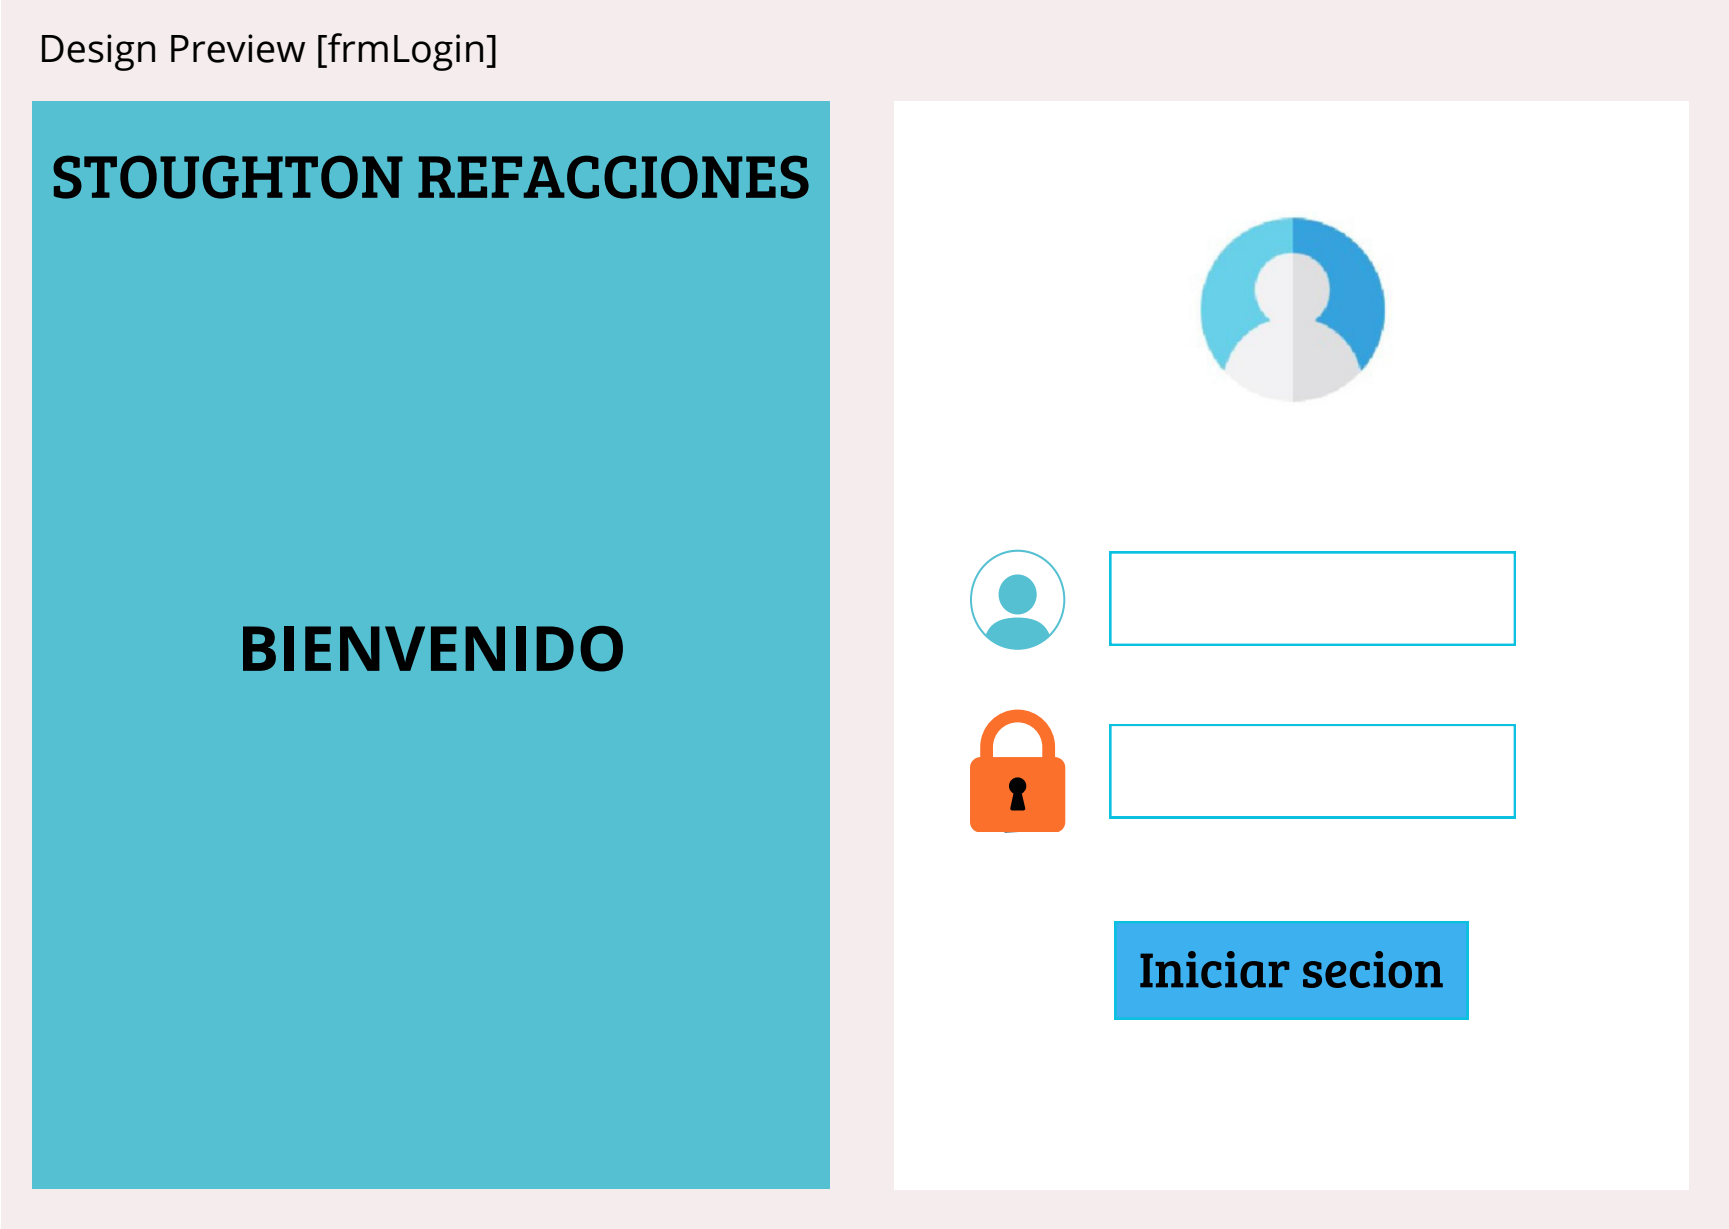 Design Preview [frmLogin]
STOUGHTON REFACCIONES
BIENVENIDO
Iniciar secion